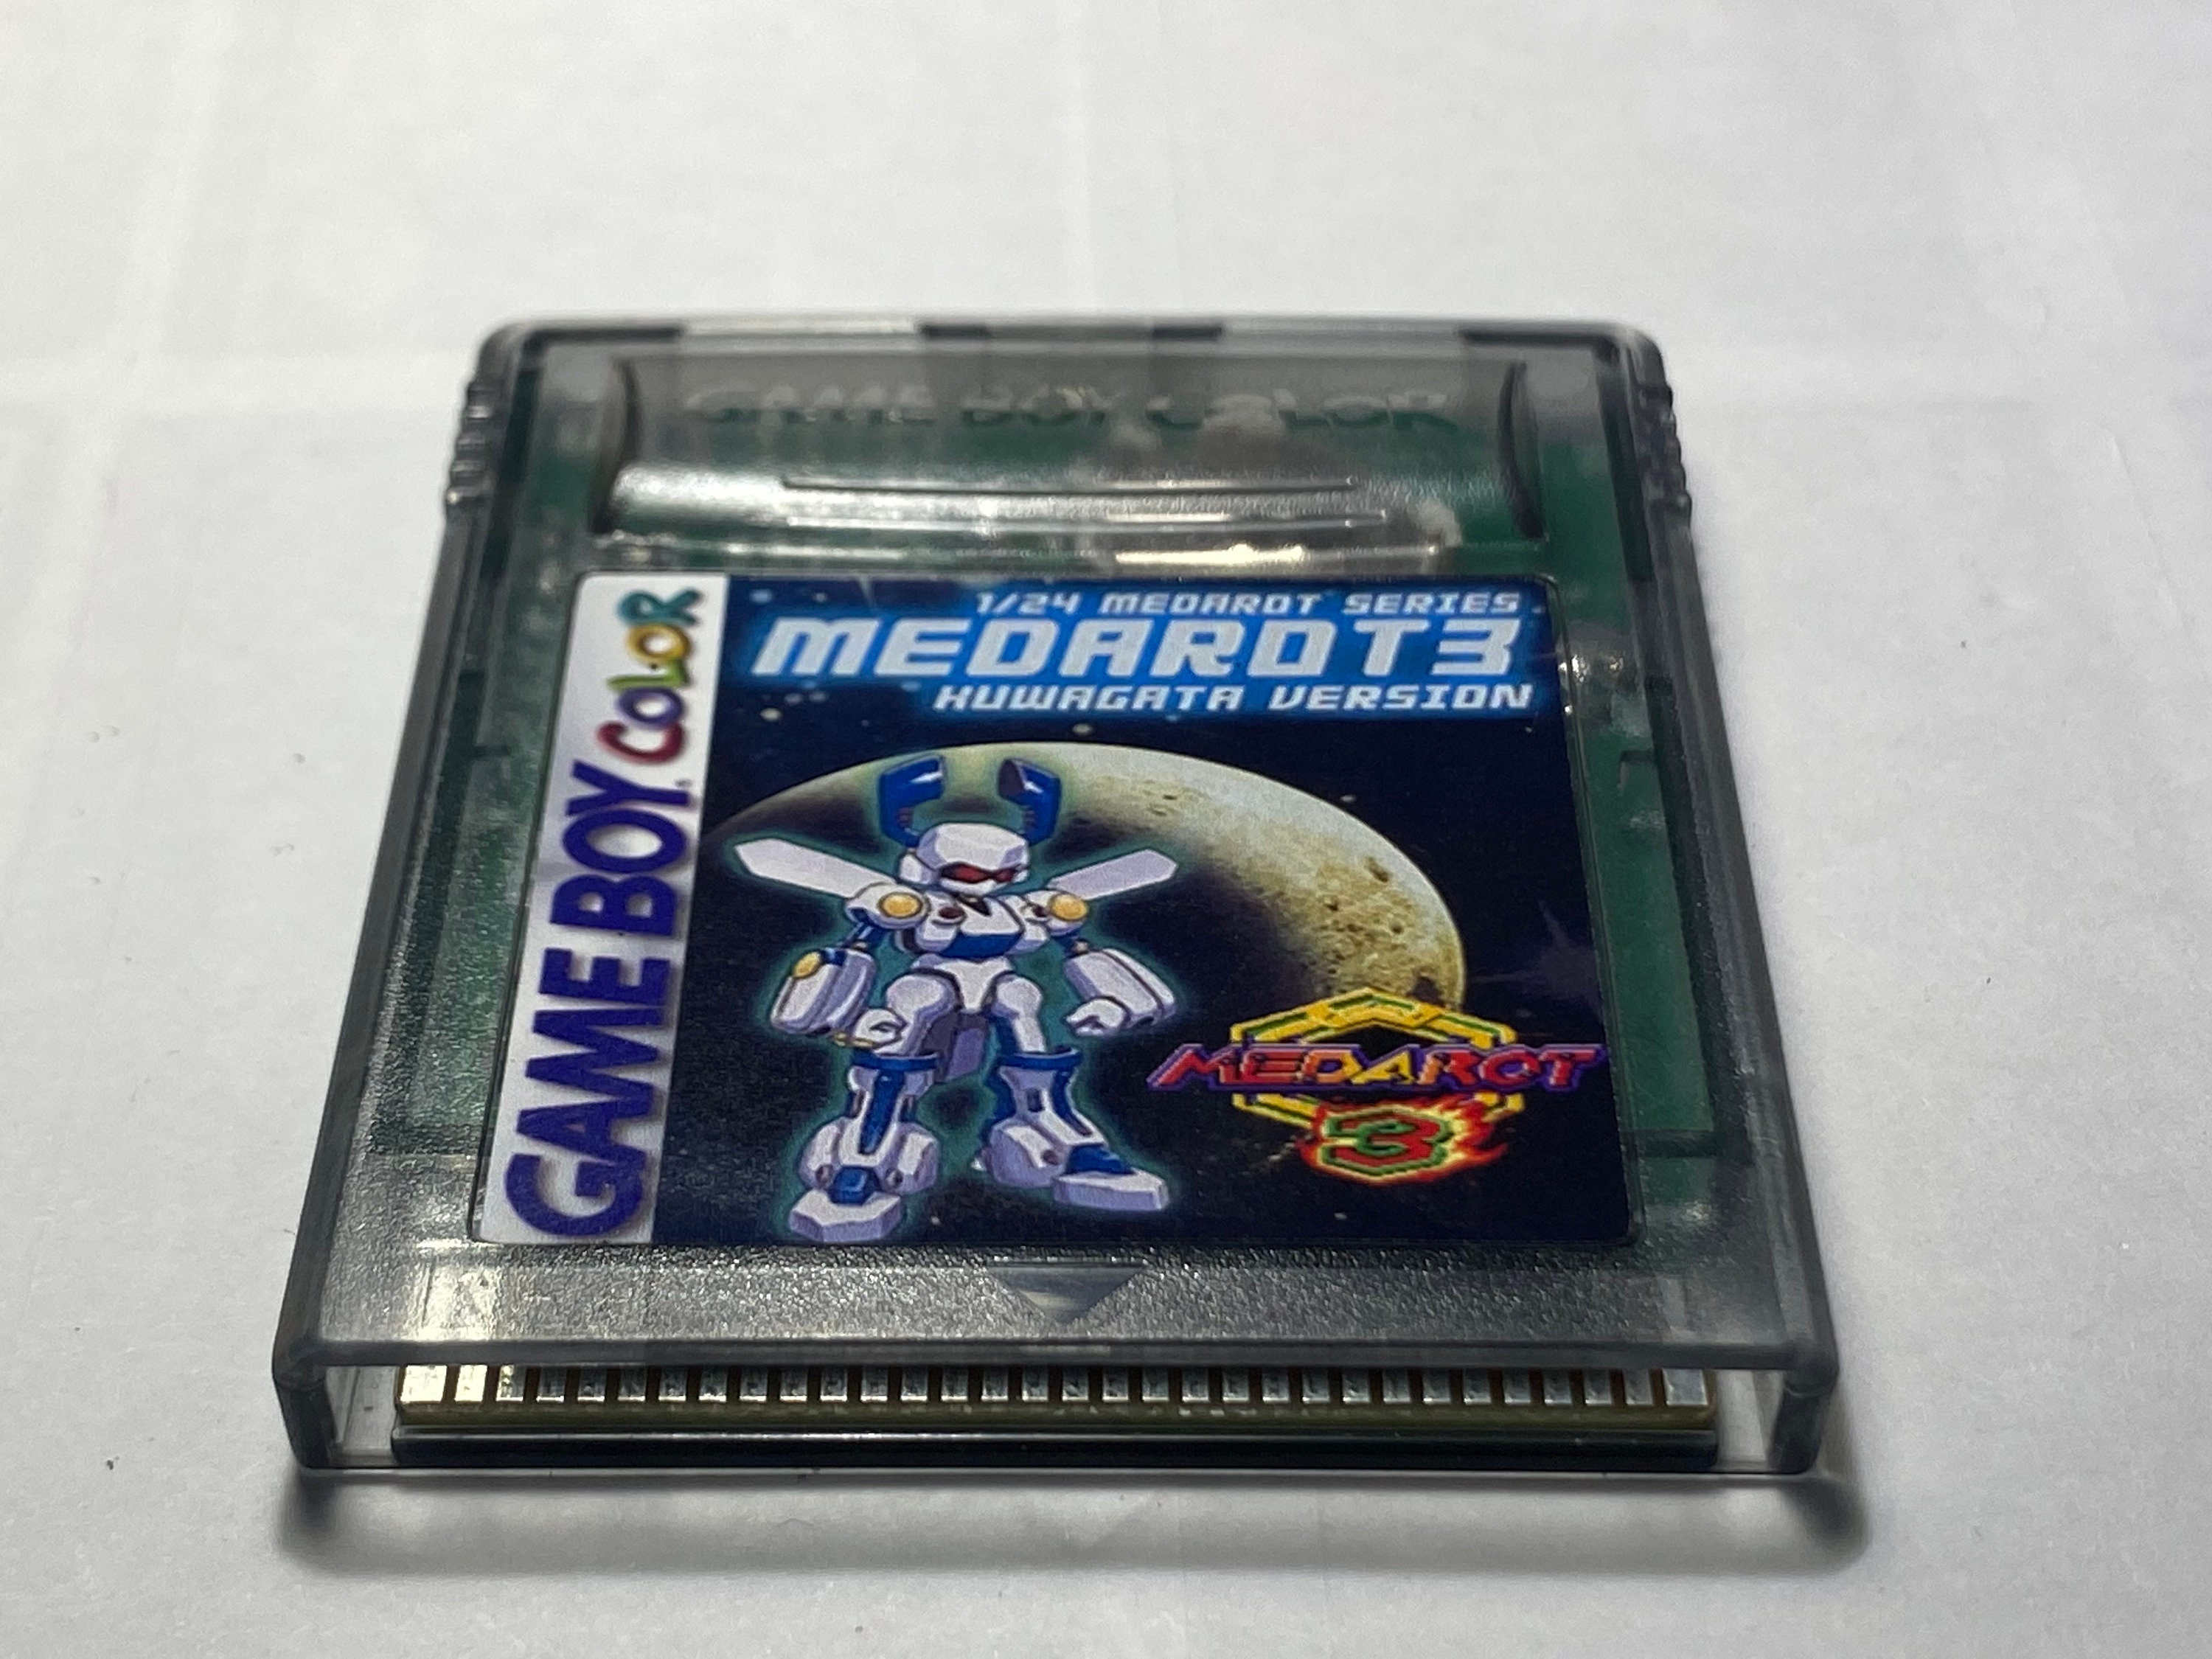 GAME BOY COLOR
GAME BOY COLOR
1/24 MEDAROT SERIES
MEDAROT3
KUWAGATA VERSION
MEDAROT
3